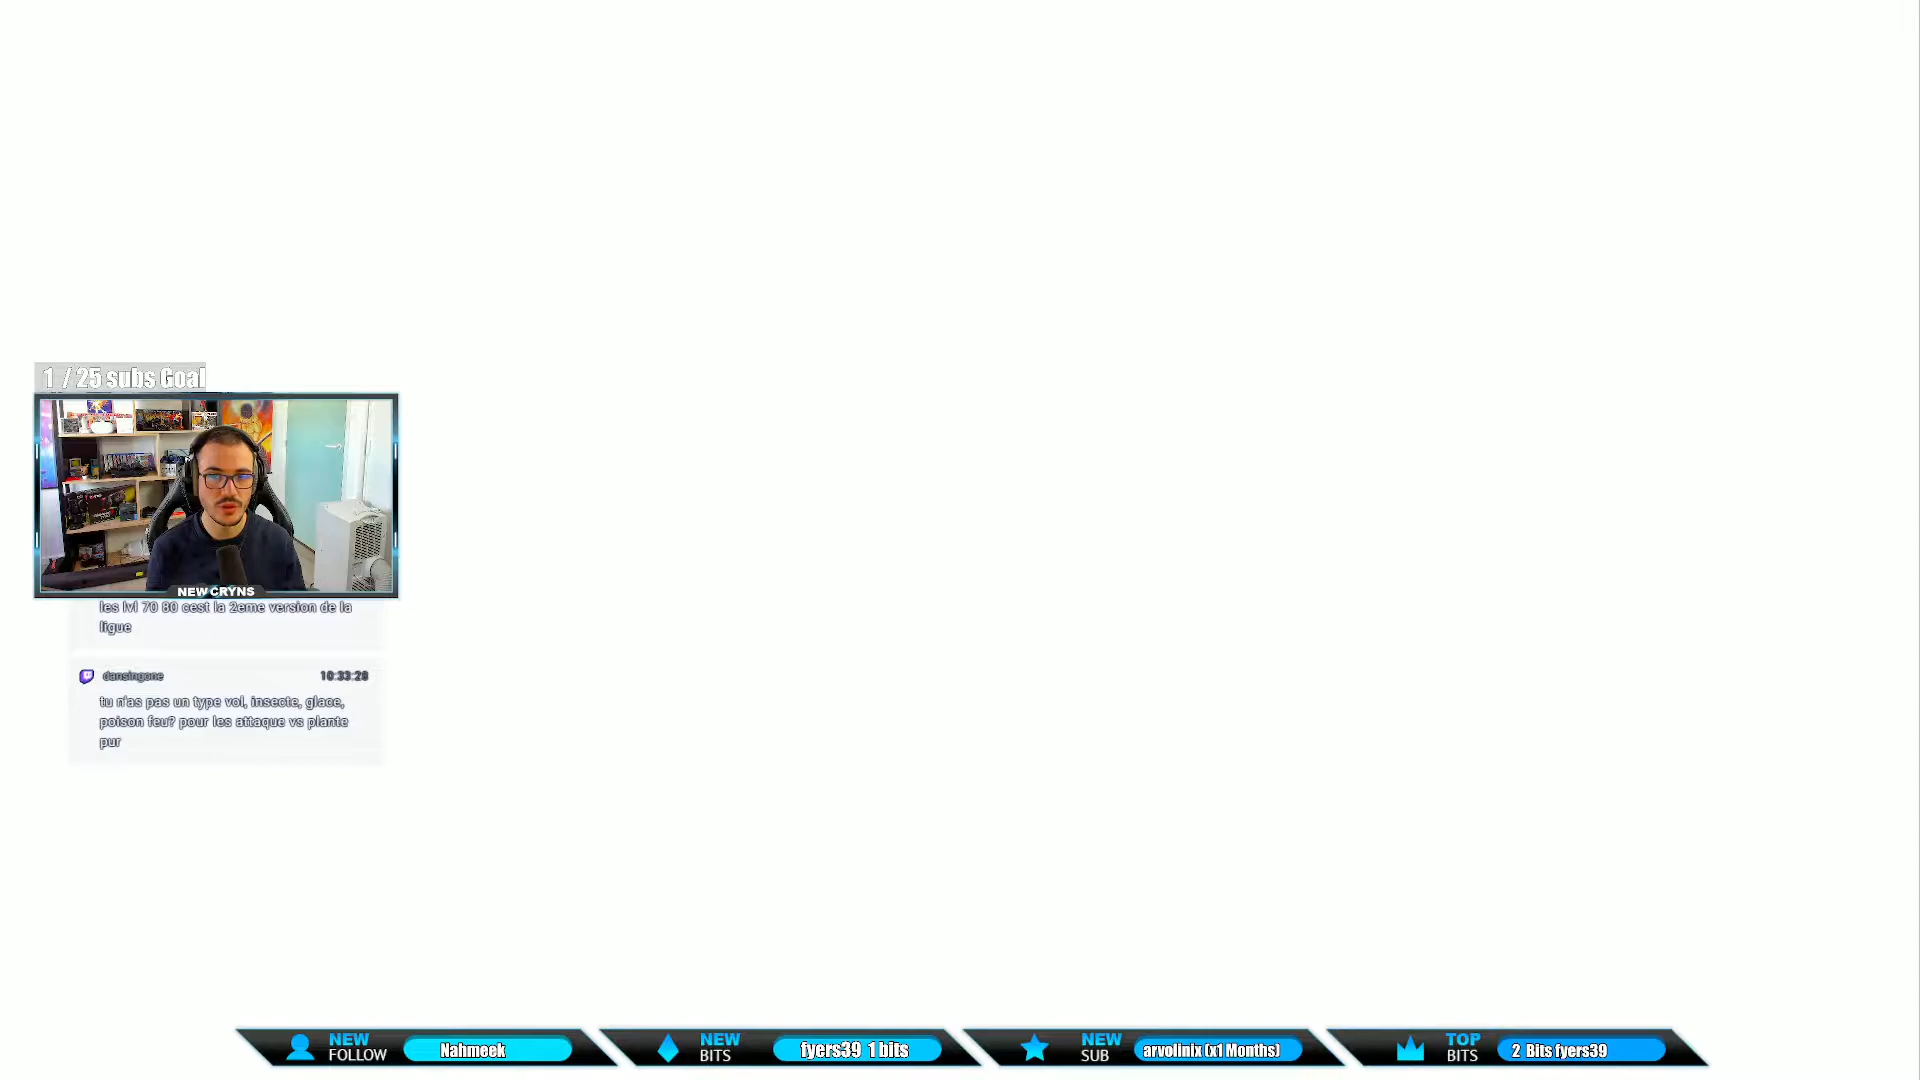 1 / 25 subs Goal
NEW CRYNS
les lvl 70 80 cest la 2eme version de la
ligue
dansingone 10:33:28
tu n'as pas un type vol, insecte, glace,
poison feu? pour les attaque vs plante
pur
NEW
FOLLOW
Nahmeek
NEW
BITS
fyers39 1 bits
NEW
SUB
arvolinix (x1 Months)
TOP
BITS
2 Bits fyers39